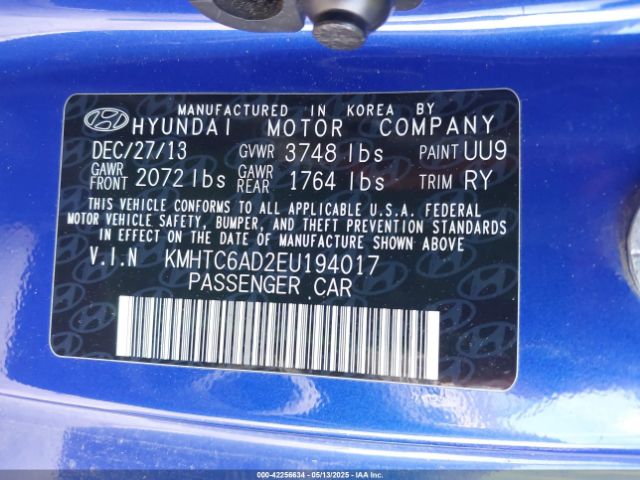 MANUFACTURED IN KOREA BY
HYUNDAI MOTOR COMPANY
DEC/27/13 GVWR 3748 lbs PAINT UU9
GAWR FRONT 2072 lbs GAWR REAR 1764 lbs TRIM RY
THIS VEHICLE CONFORMS TO ALL APPLICABLE U.S.A. FEDERAL
MOTOR VEHICLE SAFETY, BUMPER, AND THEFT PREVENTION STANDARDS
IN EFFECT ON THE DATE OF MANUFACTURE SHOWN ABOVE.
V.I.N KMHTC6AD2EU194017
PASSENGER CAR
000-42256634 - 05/13/2025 - COPART.CA